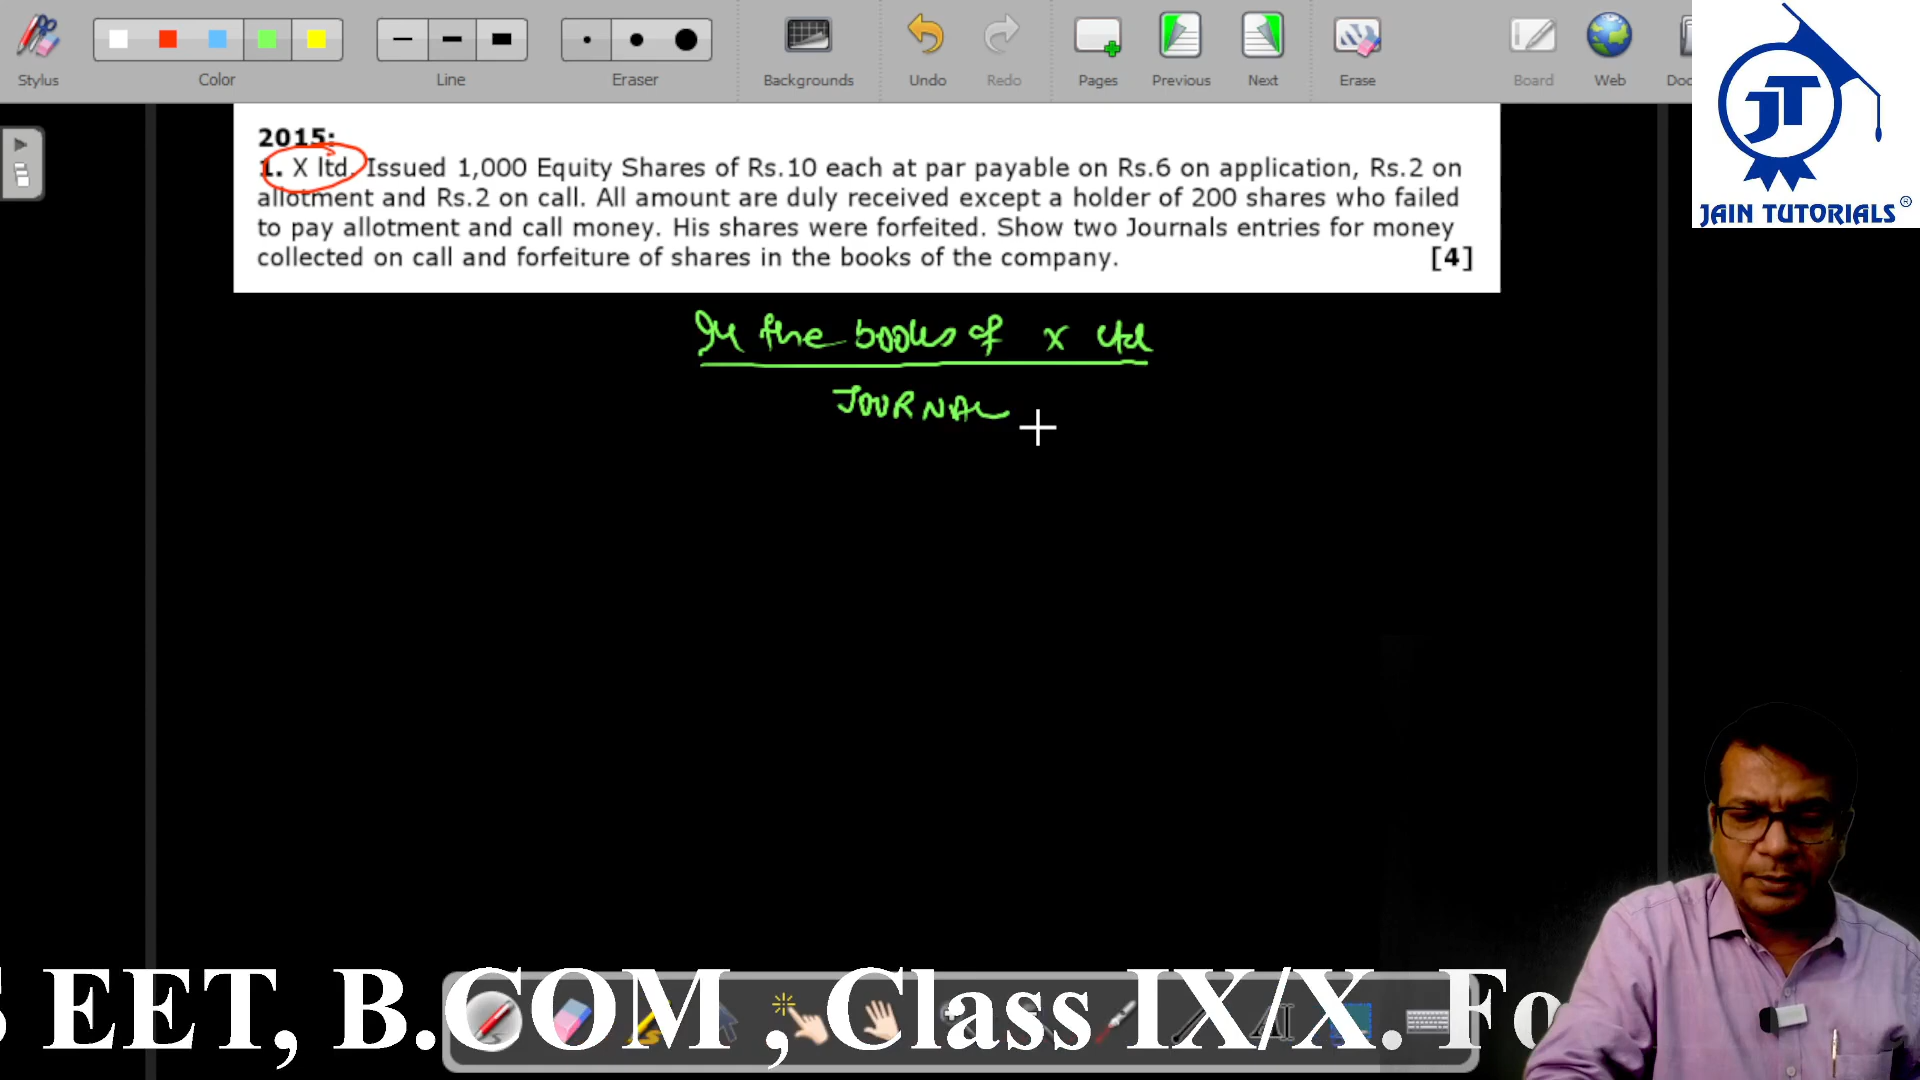 Stylus
Color
Line
Eraser
Backgrounds
Undo
Redo
Pages
Previous
Next
Erase
Board
Web
JT
JAIN TUTORIALS®
2015:
1. X ltd. Issued 1,000 Equity Shares of Rs.10 each at par payable on Rs.6 on application, Rs.2 on
allotment and Rs.2 on call. All amount are duly received except a holder of 200 shares who failed
to pay allotment and call money. His shares were forfeited. Show two Journals entries for money
collected on call and forfeiture of shares in the books of the company. [4]
In the books of X Ltd
JOURNAL
S EET, B.COM , Class IX/X. Fo